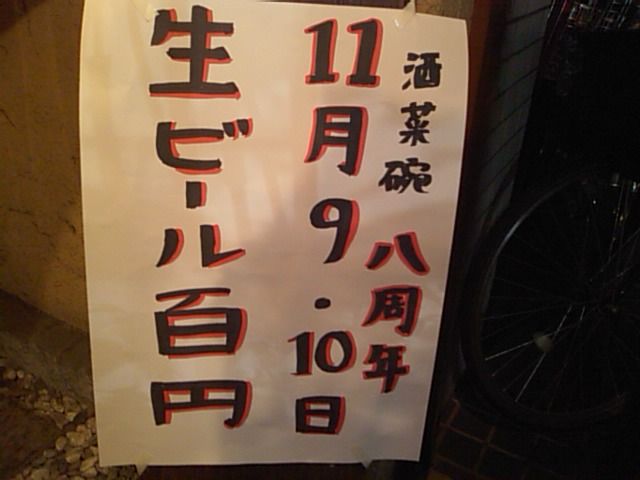 酒菜碗 八周年
11月9・10日
生ビール百円